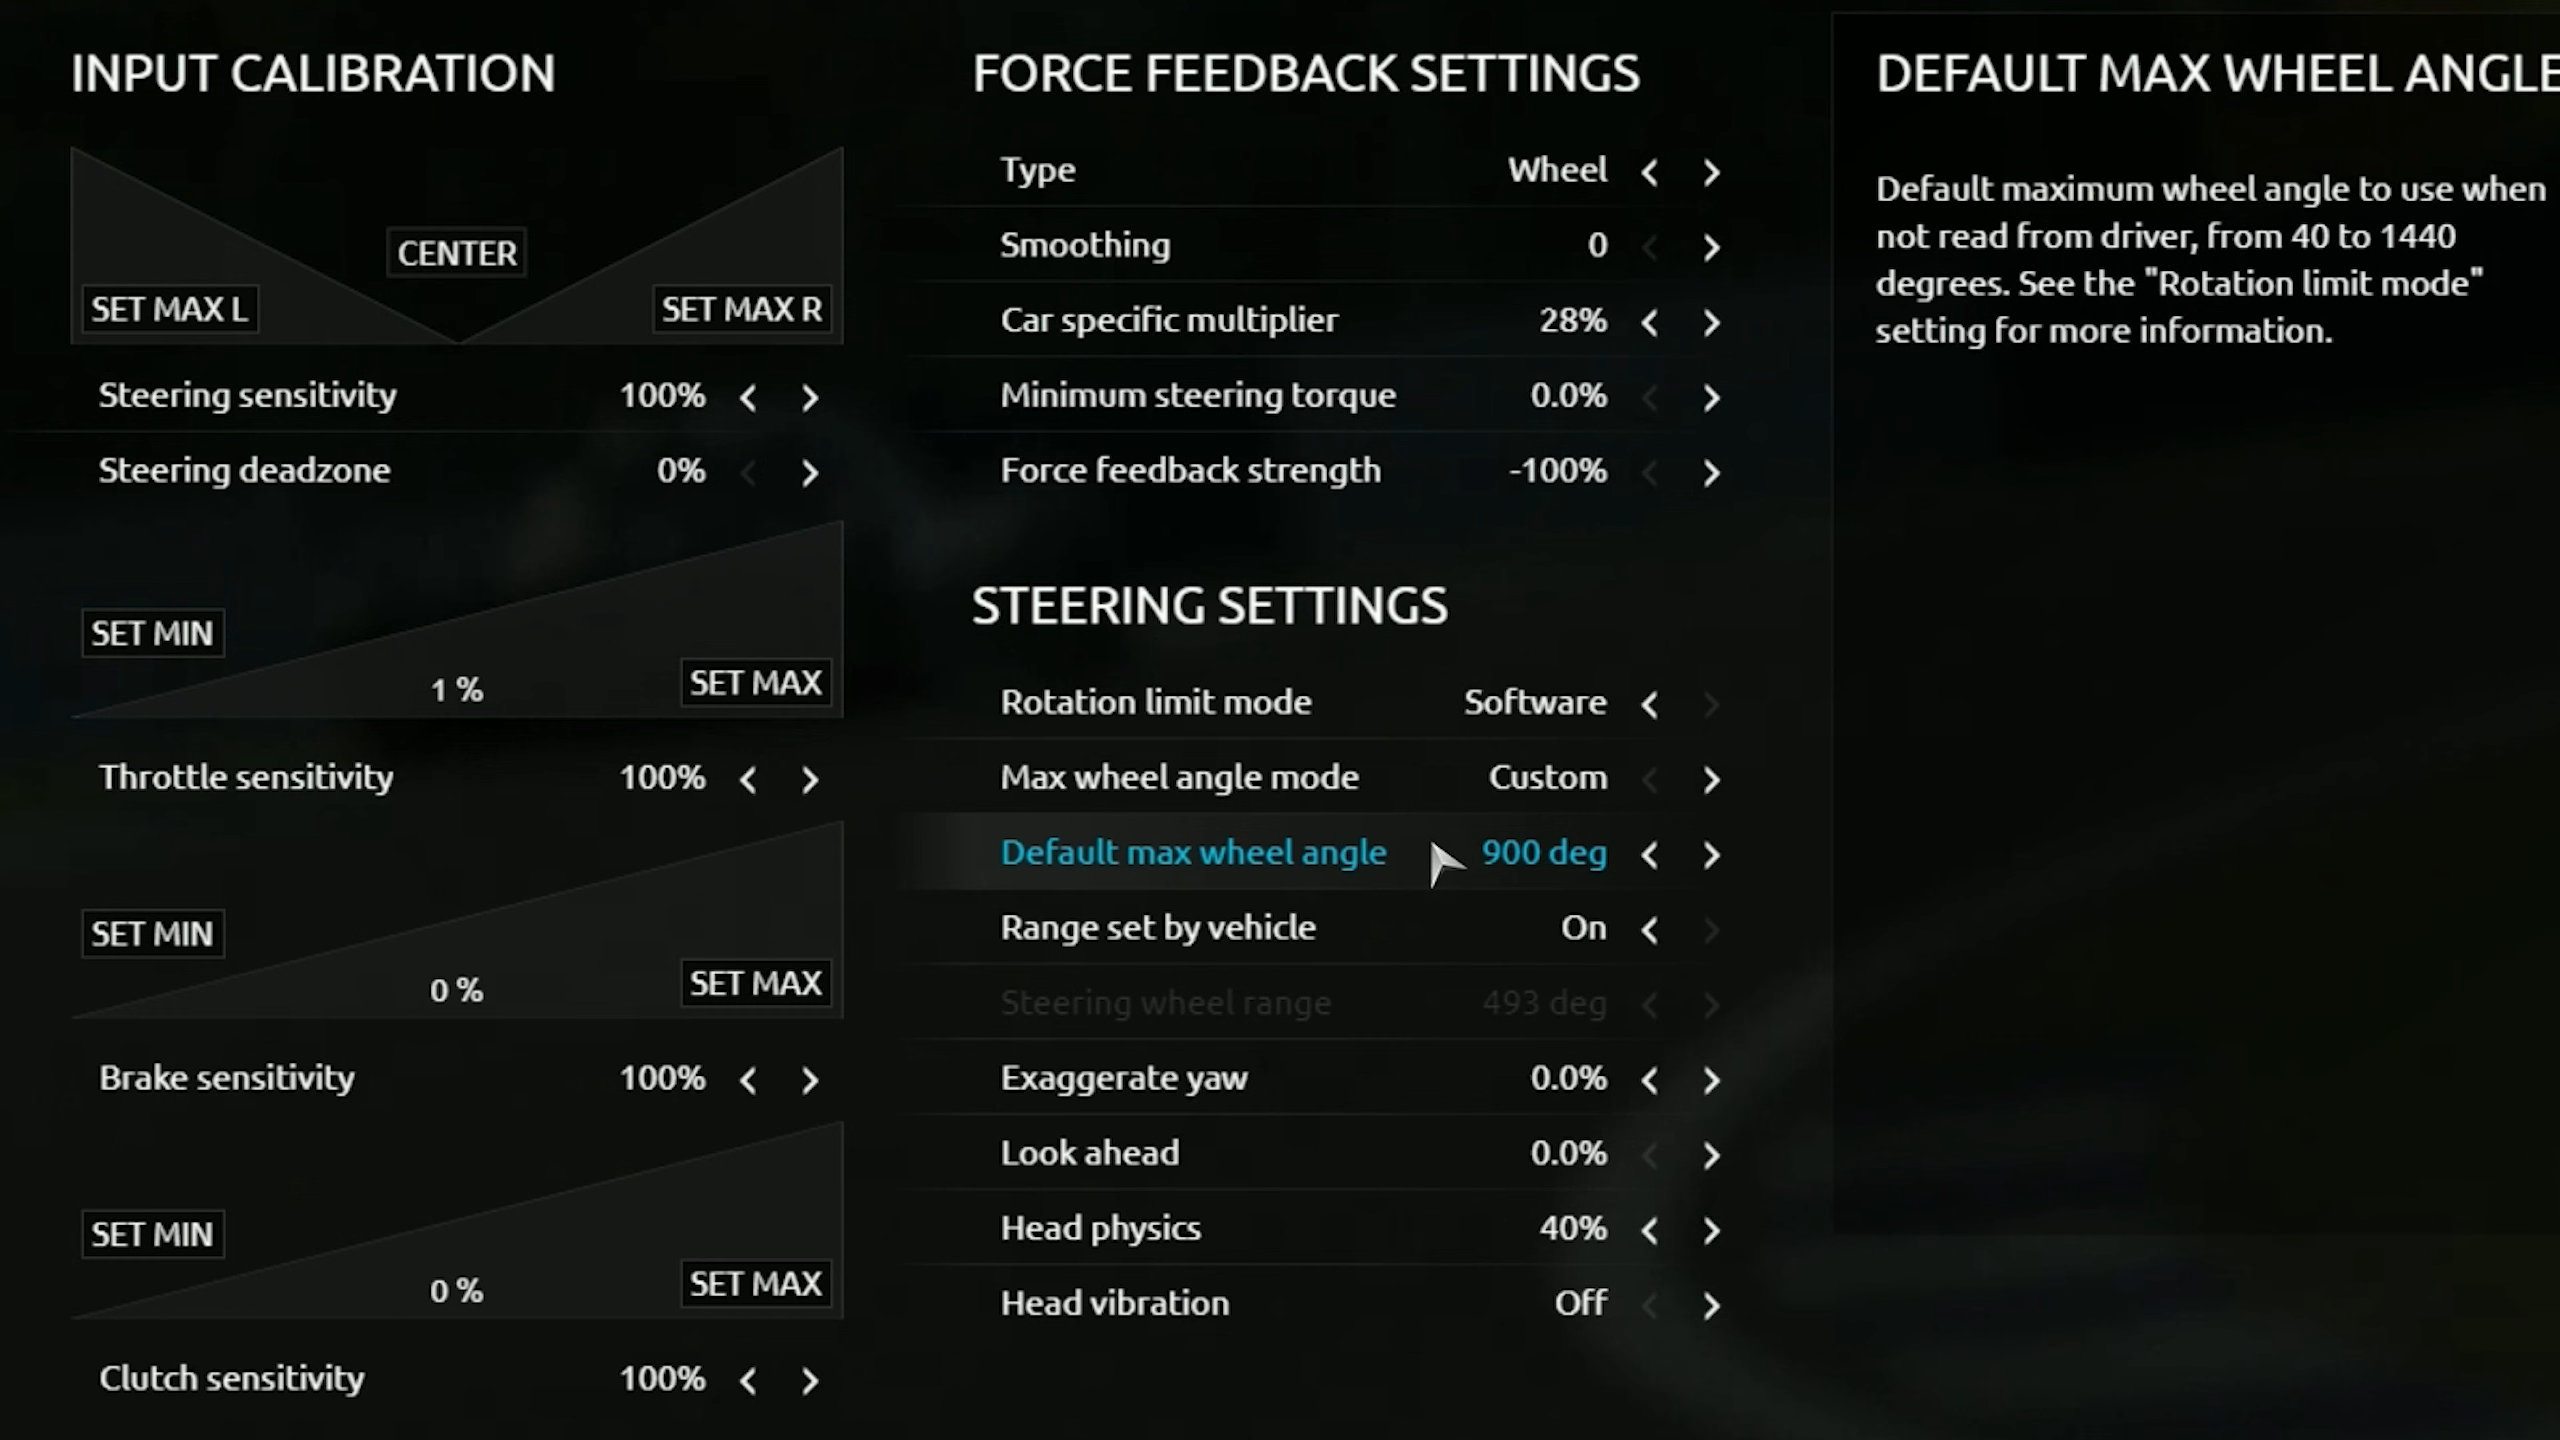 INPUT CALIBRATION
CENTER
SET MAX L
SET MAX R
Steering sensitivity 100%
Steering deadzone 0%
SET MIN
1 %
SET MAX
Throttle sensitivity 100%
SET MIN
0 %
SET MAX
Brake sensitivity 100%
SET MIN
0 %
SET MAX
Clutch sensitivity 100%
FORCE FEEDBACK SETTINGS
Type Wheel
Smoothing 0
Car specific multiplier 28%
Minimum steering torque 0.0%
Force feedback strength -100%
STEERING SETTINGS
Rotation limit mode Software
Max wheel angle mode Custom
Default max wheel angle 900 deg
Range set by vehicle On
Steering wheel range 493 deg
Exaggerate yaw 0.0%
Look ahead 0.0%
Head physics 40%
Head vibration Off
DEFAULT MAX WHEEL ANGLE
Default maximum wheel angle to use when
not read from driver, from 40 to 1440
degrees. See the "Rotation limit mode"
setting for more information.